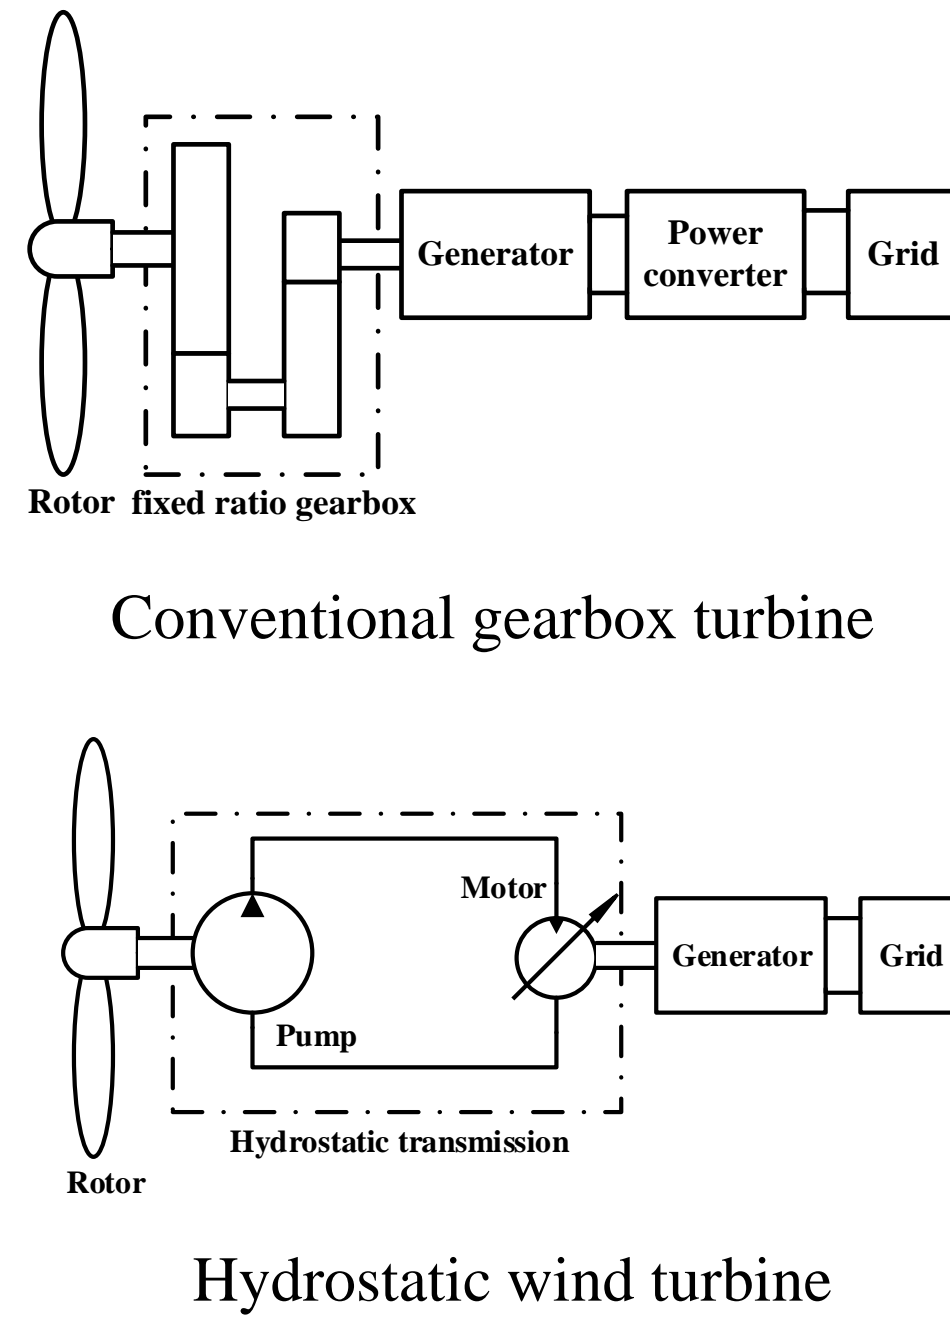 Generator
Power
converter
Grid
Rotor fixed ratio gearbox
Conventional gearbox turbine
Motor
Generator
Grid
Pump
Hydrostatic transmission
Rotor
Hydrostatic wind turbine